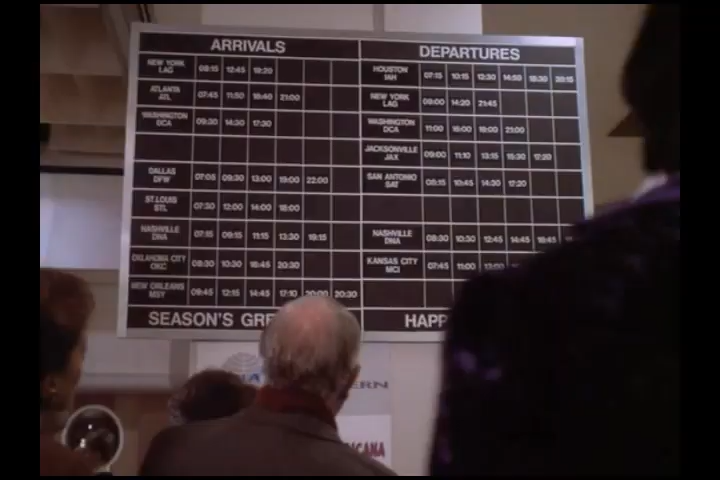 ARRIVALS
NEW YORK LAG 08:15 12:45 19:20
ATLANTA ATL 07:45 11:50 18:40 21:00
WASHINGTON DCA 09:30 14:30 17:30
DALLAS DFW 07:05 09:30 13:00 19:00 22:00
ST.LOUIS STL 07:30 12:00 14:00 18:00
NASHVILLE DNA 07:15 09:15 11:15 13:30 19:15
OKLAHOMA CITY OKC 08:30 10:30 18:45 20:30
NEW ORLEANS MSY 09:45 12:15 14:45 17:10 20:00 20:30
SEASON'S GRE
DEPARTURES
HOUSTON IAH 07:15 10:15 12:30 14:50 18:30 20:15
NEW YORK LAG 09:00 14:20 21:45
WASHINGTON DCA 11:00 16:00 19:00 21:00
JACKSONVILLE JAX 09:00 11:10 13:15 15:30 17:20
SAN ANTONIO SAT 08:15 10:45 14:30 17:20
NASHVILLE DNA 08:30 10:30 12:45 14:45 16:45
KANSAS CITY MCI 07:45 11:00
HAPP
ERN
ICANA